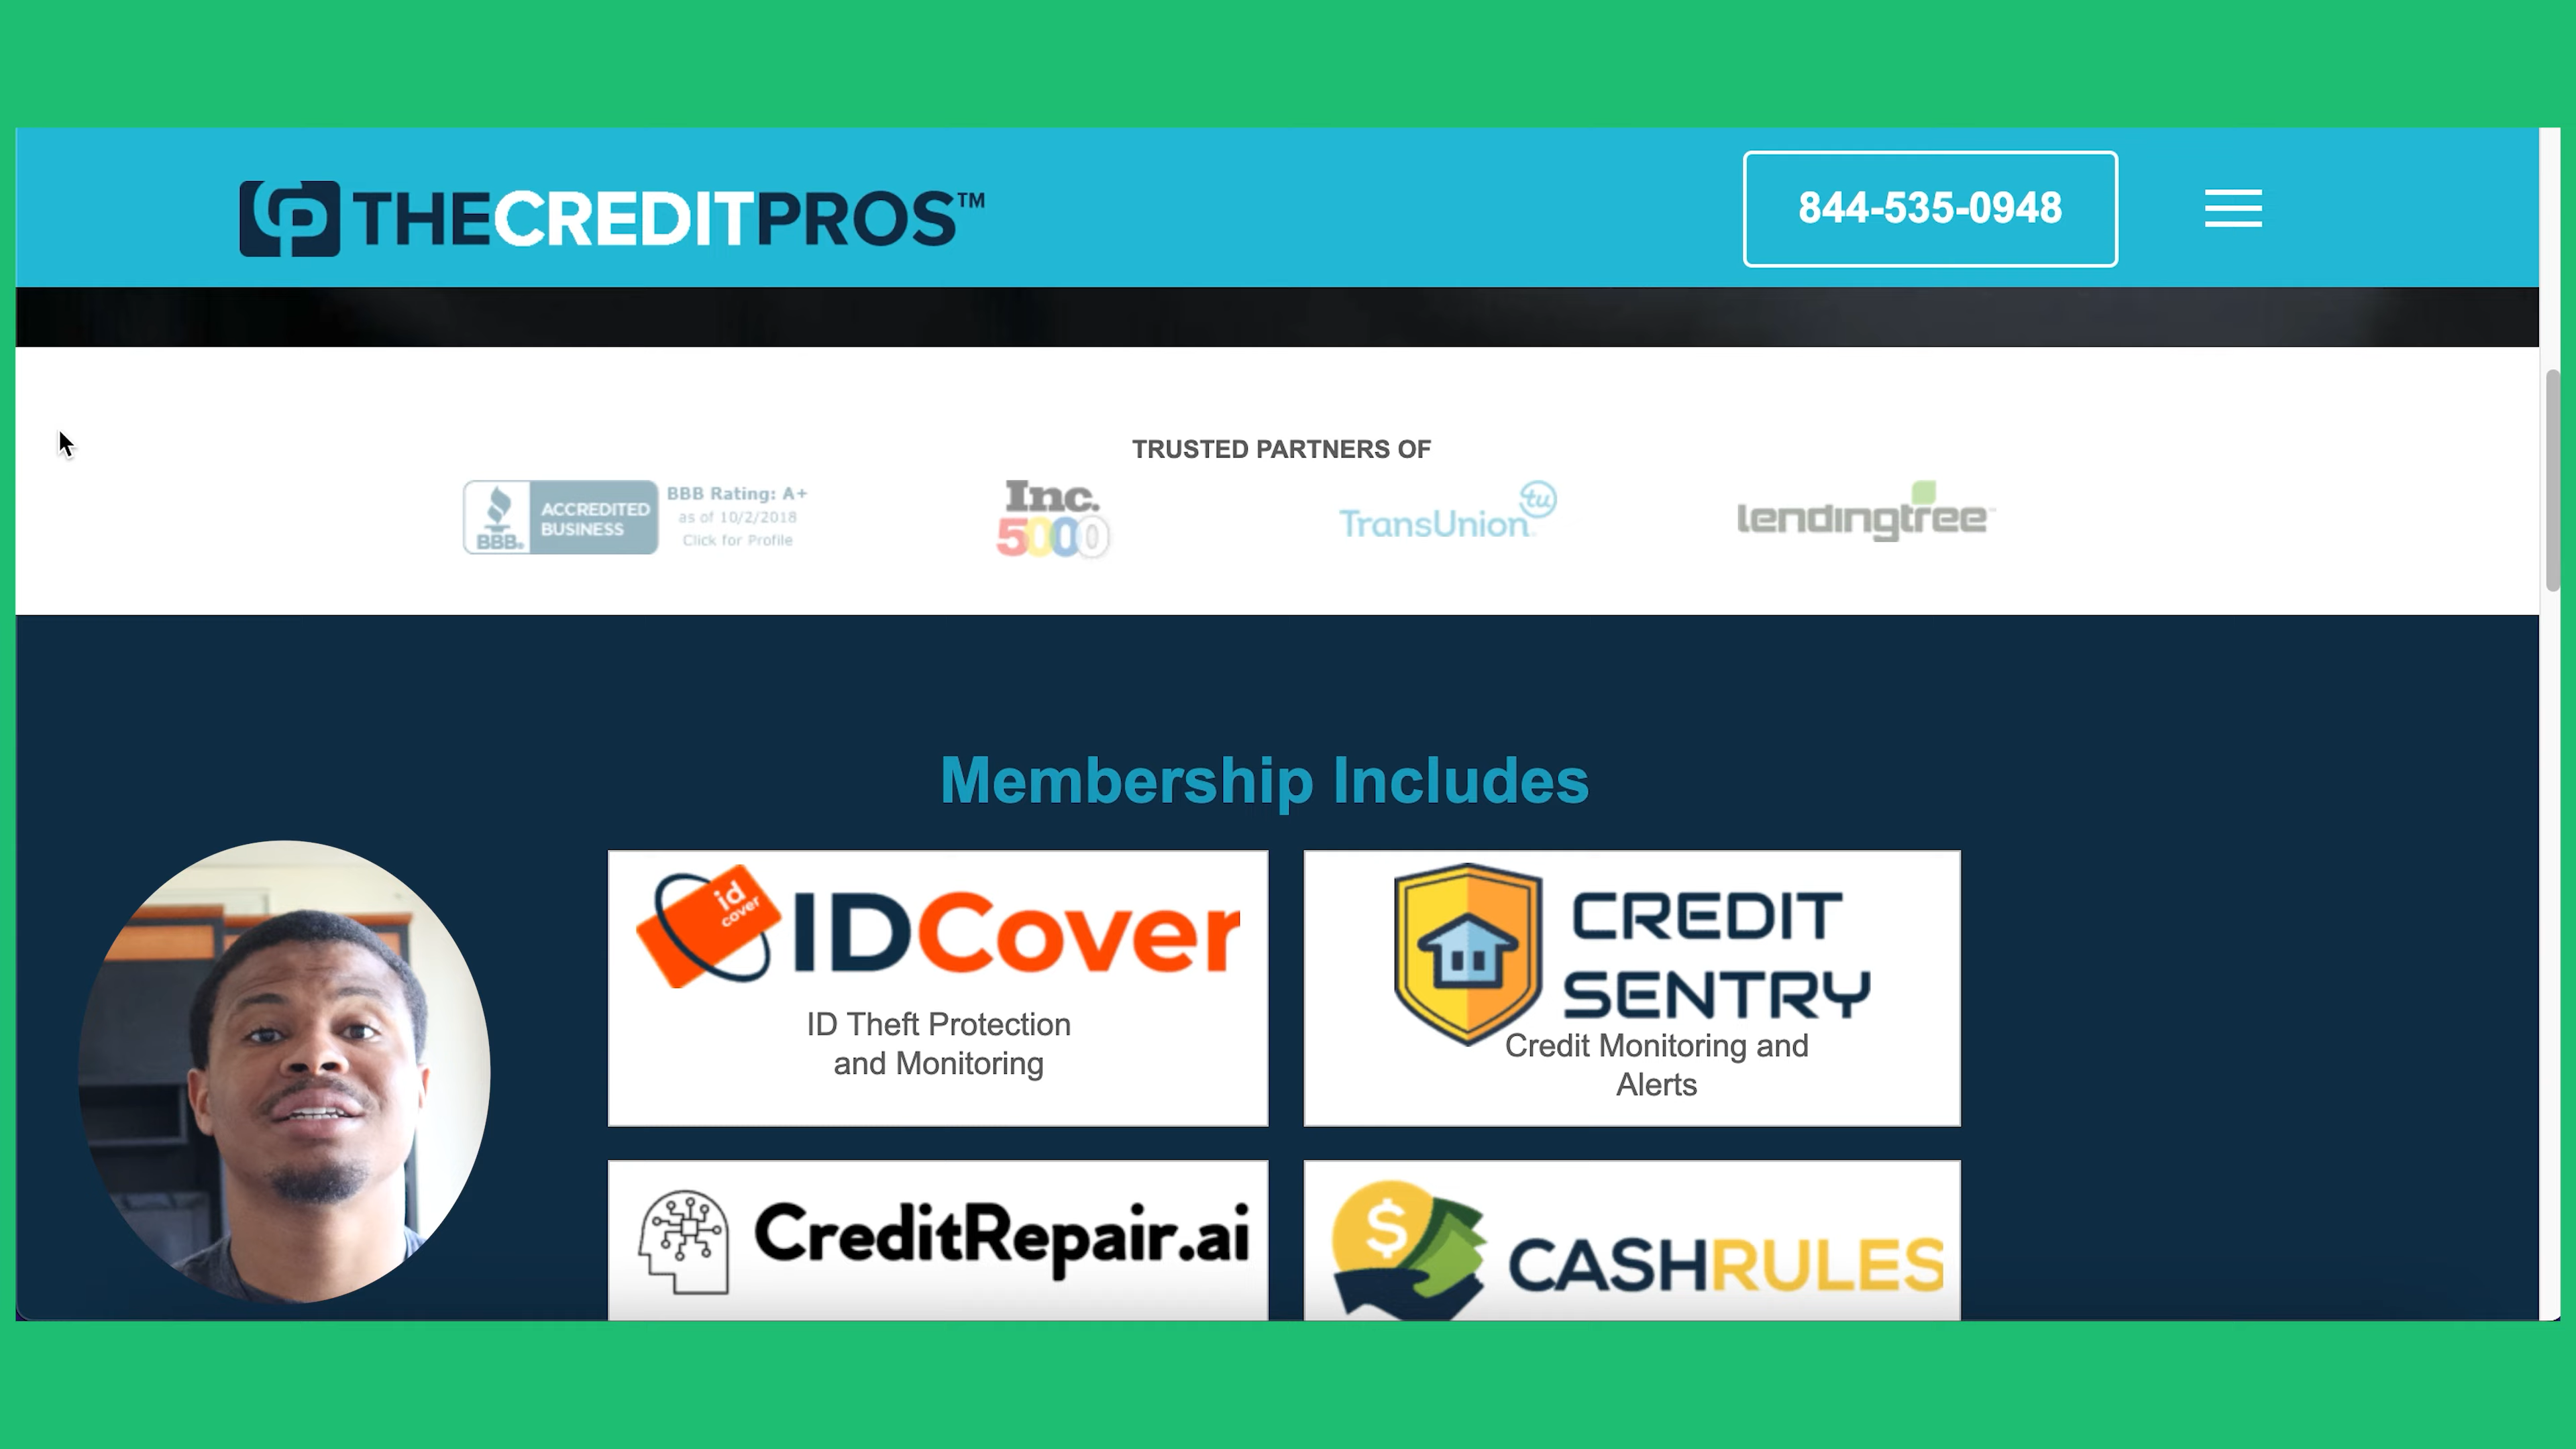 THECREDITPROS™
844-535-0948
TRUSTED PARTNERS OF
BBB®
ACCREDITED
BUSINESS
BBB Rating: A+
as of 10/2/2018
Click for Profile
Inc.
5000
TransUnion
tu
lendingtree
Membership Includes
id
cover
IDCover
ID Theft Protection
and Monitoring
CREDIT
SENTRY
Credit Monitoring and
Alerts
CreditRepair.ai
$
CASHRULES